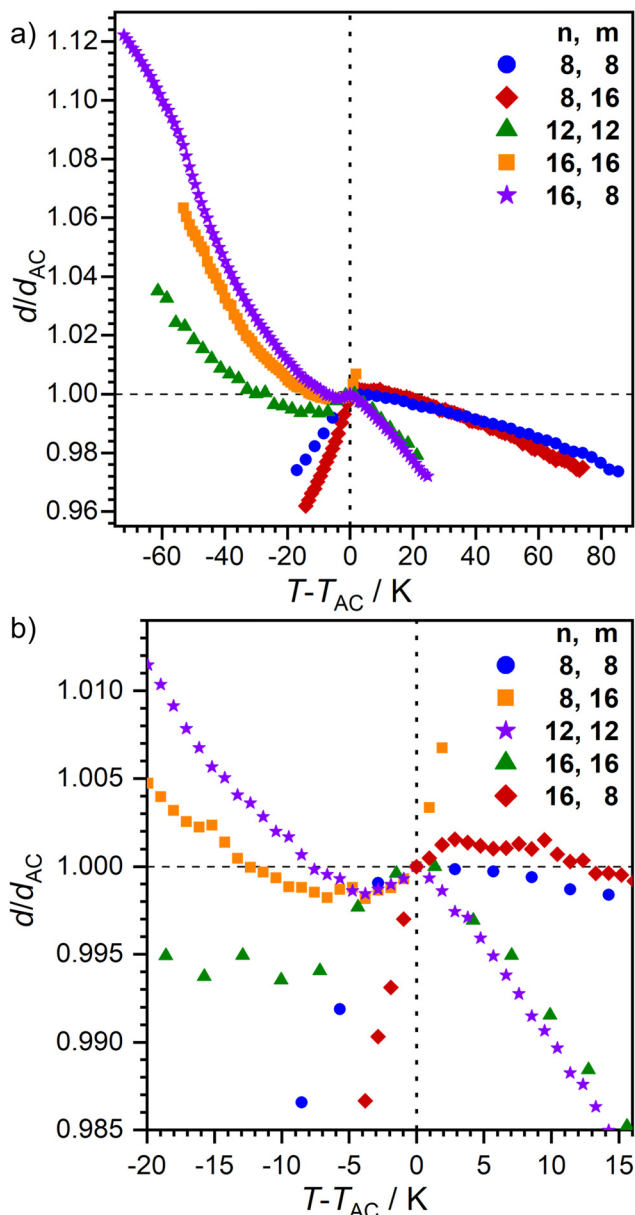 a)
n, m
8, 8
8, 16
12, 12
16, 16
16, 8
1.12
1.10
1.08
1.06
1.04
1.02
1.00
0.98
0.96
d/dAC
-60 -40 -20 0 20 40 60 80
T-TAC / K
b)
n, m
8, 8
8, 16
12, 12
16, 16
16, 8
1.010
1.005
1.000
0.995
0.990
0.985
d/dAC
-20 -15 -10 -5 0 5 10 15
T-TAC / K